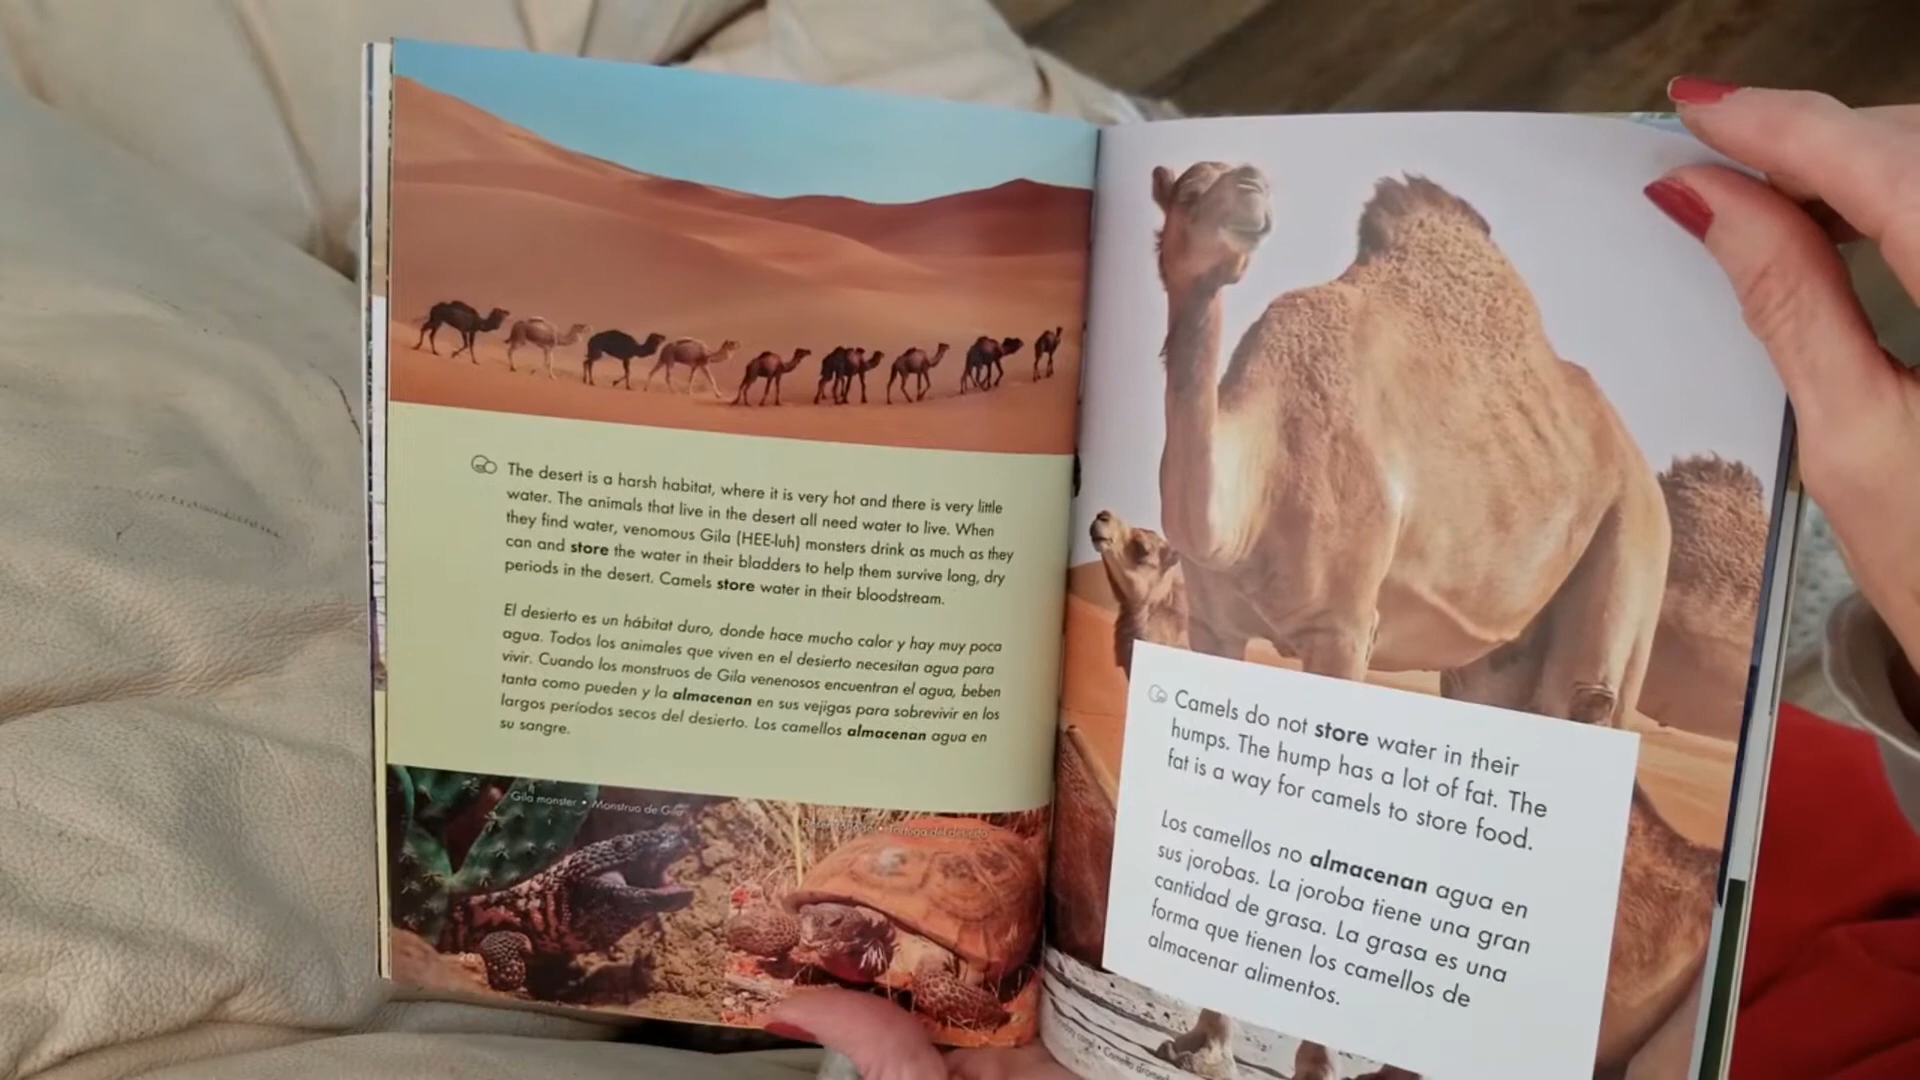 The desert is a harsh habitat, where it is very hot and there is very little
water. The animals that live in the desert all need water to live. When
they find water, venomous Gila (HEE-luh) monsters drink as much as they
can and store the water in their bladders to help them survive long, dry
periods in the desert. Camels store water in their bloodstream.
El desierto es un hábitat duro, donde hace mucho calor y hay muy poca
agua. Todos los animales que viven en el desierto necesitan agua para
vivir. Cuando los monstruos de Gila venenosos encuentran el agua, beben
tanta como pueden y la almacenan en sus vejigas para sobrevivir en los
largos períodos secos del desierto. Los camellos almacenan agua en
su sangre.
Gila monster • Monstruo de Gila
• Tortuga del desierto
20
Camels do not store water in their
humps. The hump has a lot of fat. The
fat is a way for camels to store food.
Los camellos no almacenan agua en
sus jorobas. La joroba tiene una gran
cantidad de grasa. La grasa es una
forma que tienen los camellos de
almacenar alimentos.
camel • Camello